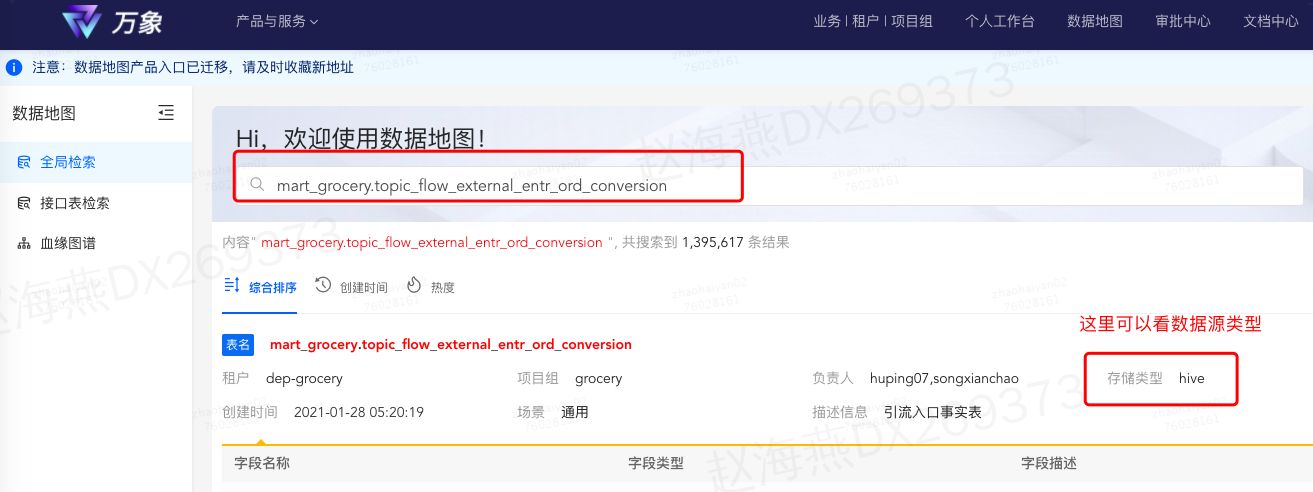 万象 产品与服务 业务 | 租户 | 项目组 个人工作台 数据地图 审批中心 文档中心
注意：数据地图产品入口已迁移，请及时收藏新地址
数据地图
全局检索
接口表检索
血缘图谱
Hi，欢迎使用数据地图！
mart_grocery.topic_flow_external_entr_ord_conversion
内容" mart_grocery.topic_flow_external_entr_ord_conversion ", 共搜索到 1,395,617 条结果
综合排序 创建时间 热度
这里可以看数据源类型
表名 mart_grocery.topic_flow_external_entr_ord_conversion
租户 dep-grocery 项目组 grocery 负责人 huping07,songxianchao 存储类型 hive
创建时间 2021-01-28 05:20:19 场景 通用 描述信息 引流入口事实表
字段名称 字段类型 字段描述
赵海燕DX269373
zhaohaiyan02
76028161